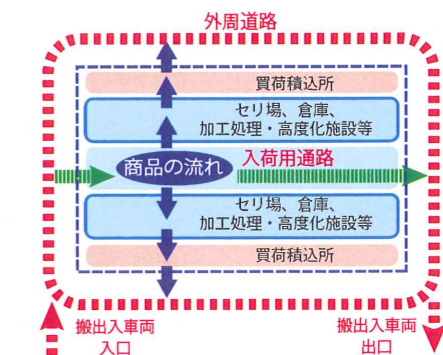 外周道路
買荷積込所
セリ場、倉庫、
加工処理・高度化施設等
商品の流れ
入荷用通路
セリ場、倉庫、
加工処理・高度化施設等
買荷積込所
搬出入車両
入口
搬出入車両
出口